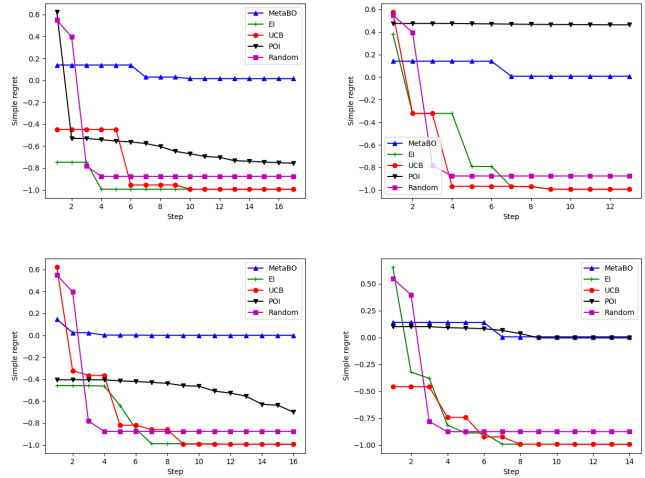 0.6
0.4
0.2
0.0
−0.2
−0.4
−0.6
−0.8
−1.0
Simple regret
MetaBO
EI
UCB
POI
Random
2 4 6 8 10 12 14 16
Step
0.6
0.4
0.2
0.0
−0.2
−0.4
−0.6
−0.8
−1.0
Simple regret
MetaBO
EI
UCB
POI
Random
2 4 6 8 10 12
Step
0.6
0.4
0.2
0.0
−0.2
−0.4
−0.6
−0.8
−1.0
Simple regret
MetaBO
EI
UCB
POI
Random
2 4 6 8 10 12 14 16
Step
0.50
0.25
0.00
−0.25
−0.50
−0.75
−1.00
Simple regret
MetaBO
EI
UCB
POI
Random
2 4 6 8 10 12 14
Step